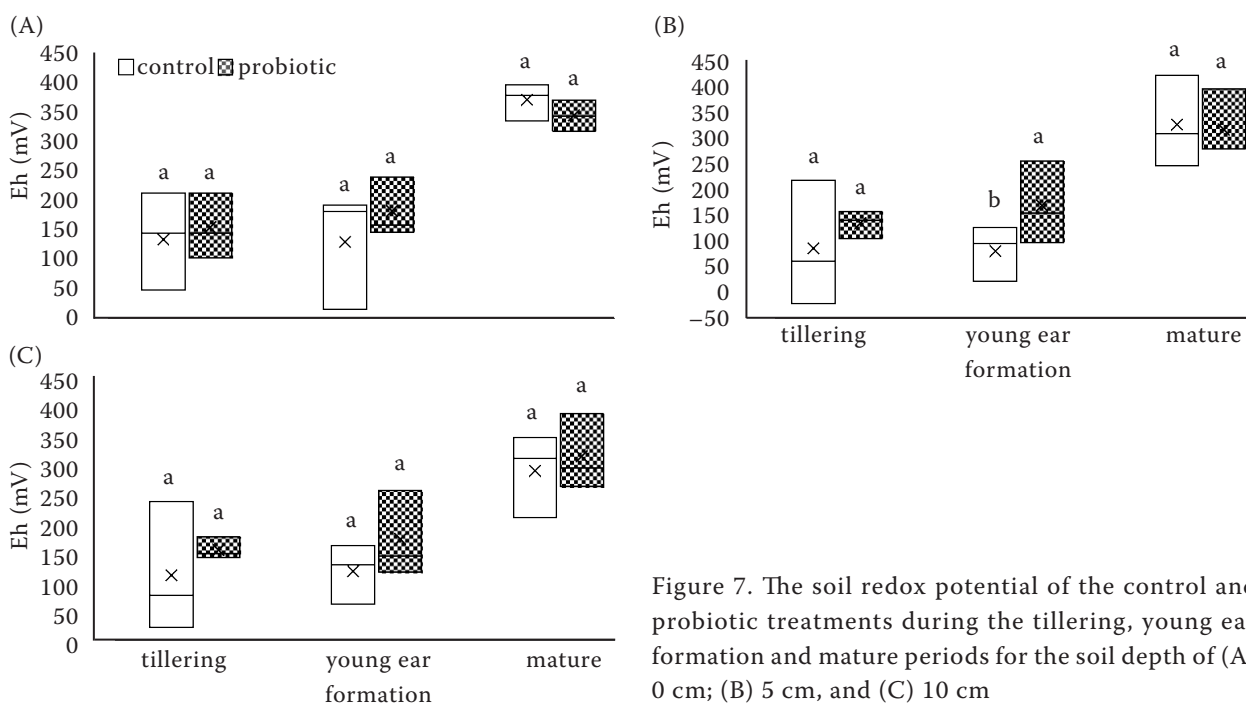 (A)
450
400
350
300
250
200
150
100
50
0
Eh (mV)
control probiotic
a a
a a
a a
(B)
450
400
350
300
250
200
150
100
50
0
–50
Eh (mV)
a a
b a
a a
tillering young ear formation mature
(C)
450
400
350
300
250
200
150
100
50
0
Eh (mV)
a a
a a
a a
tillering young ear formation mature
Figure 7. The soil redox potential of the control and
probiotic treatments during the tillering, young ea
formation and mature periods for the soil depth of (A
0 cm; (B) 5 cm, and (C) 10 cm